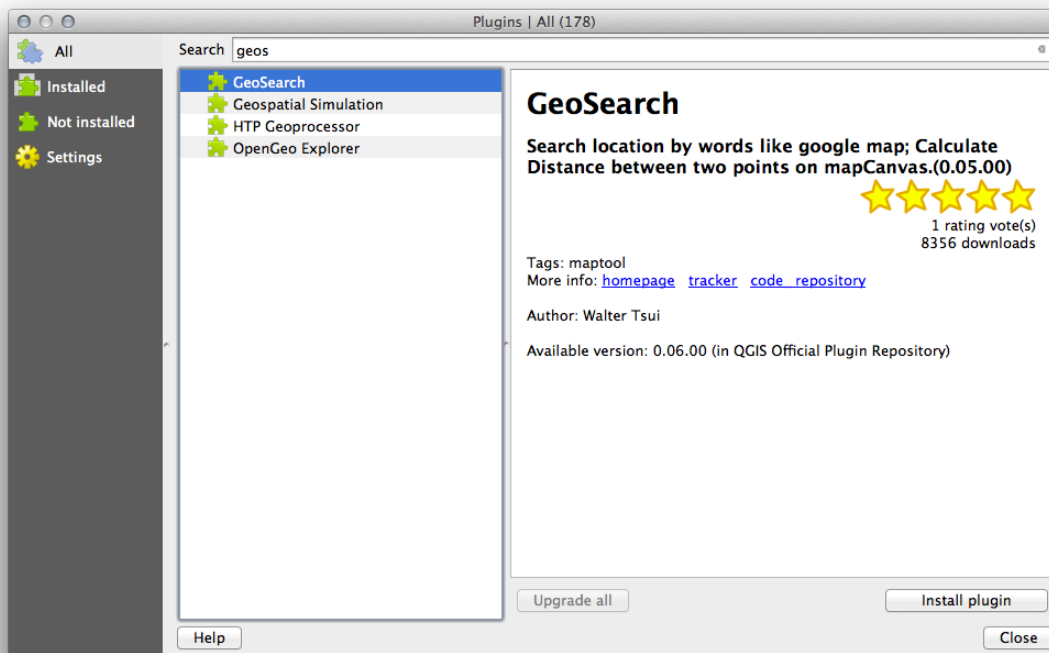 Plugins | All (178)
All
Installed
Not installed
Settings
Search geos
GeoSearch
Geospatial Simulation
HTP Geoprocessor
OpenGeo Explorer
GeoSearch
Search location by words like google map; Calculate
Distance between two points on mapCanvas.(0.05.00)
1 rating vote(s)
8356 downloads
Tags: maptool
More info: homepage tracker code_repository
Author: Walter Tsui
Available version: 0.06.00 (in QGIS Official Plugin Repository)
Upgrade all
Install plugin
Help
Close